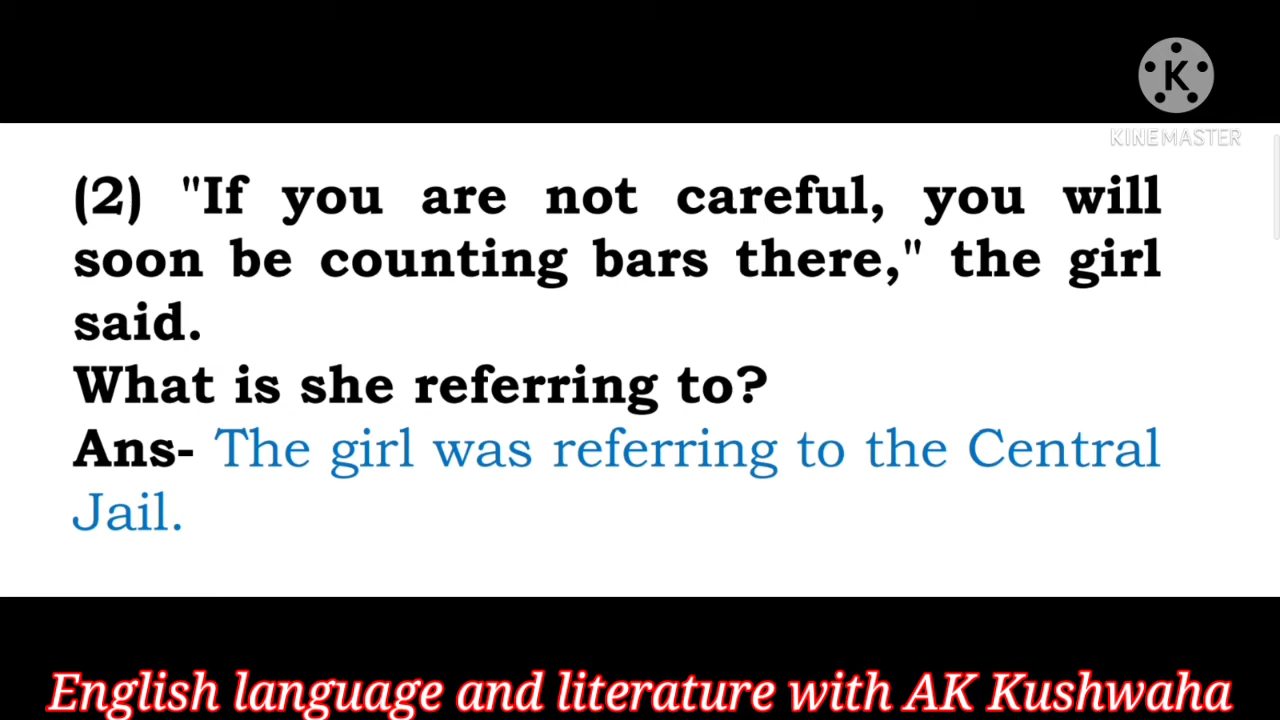 K
KINEMASTER
(2) "If you are not careful, you will
soon be counting bars there," the girl
said.
What is she referring to?
Ans- The girl was referring to the Central
Jail.
English language and literature with AK Kushwaha